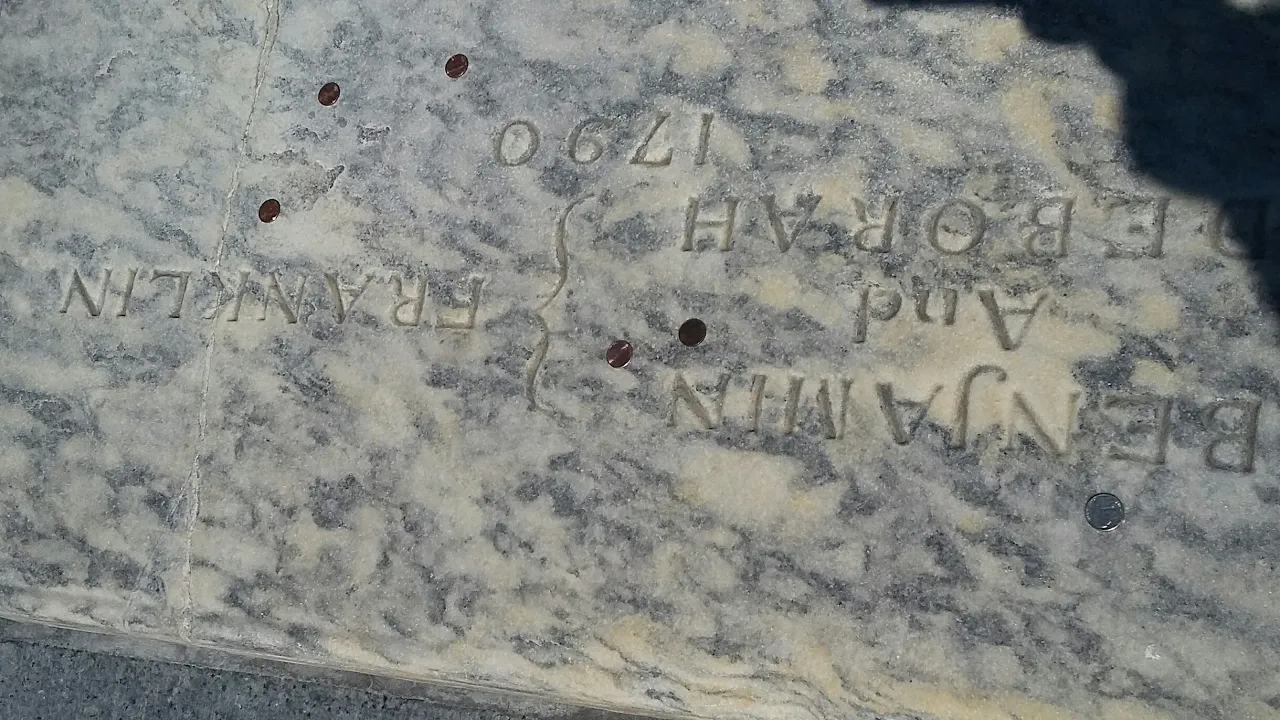 BENJAMIN
And
DEBORAH
FRANKLIN
1790